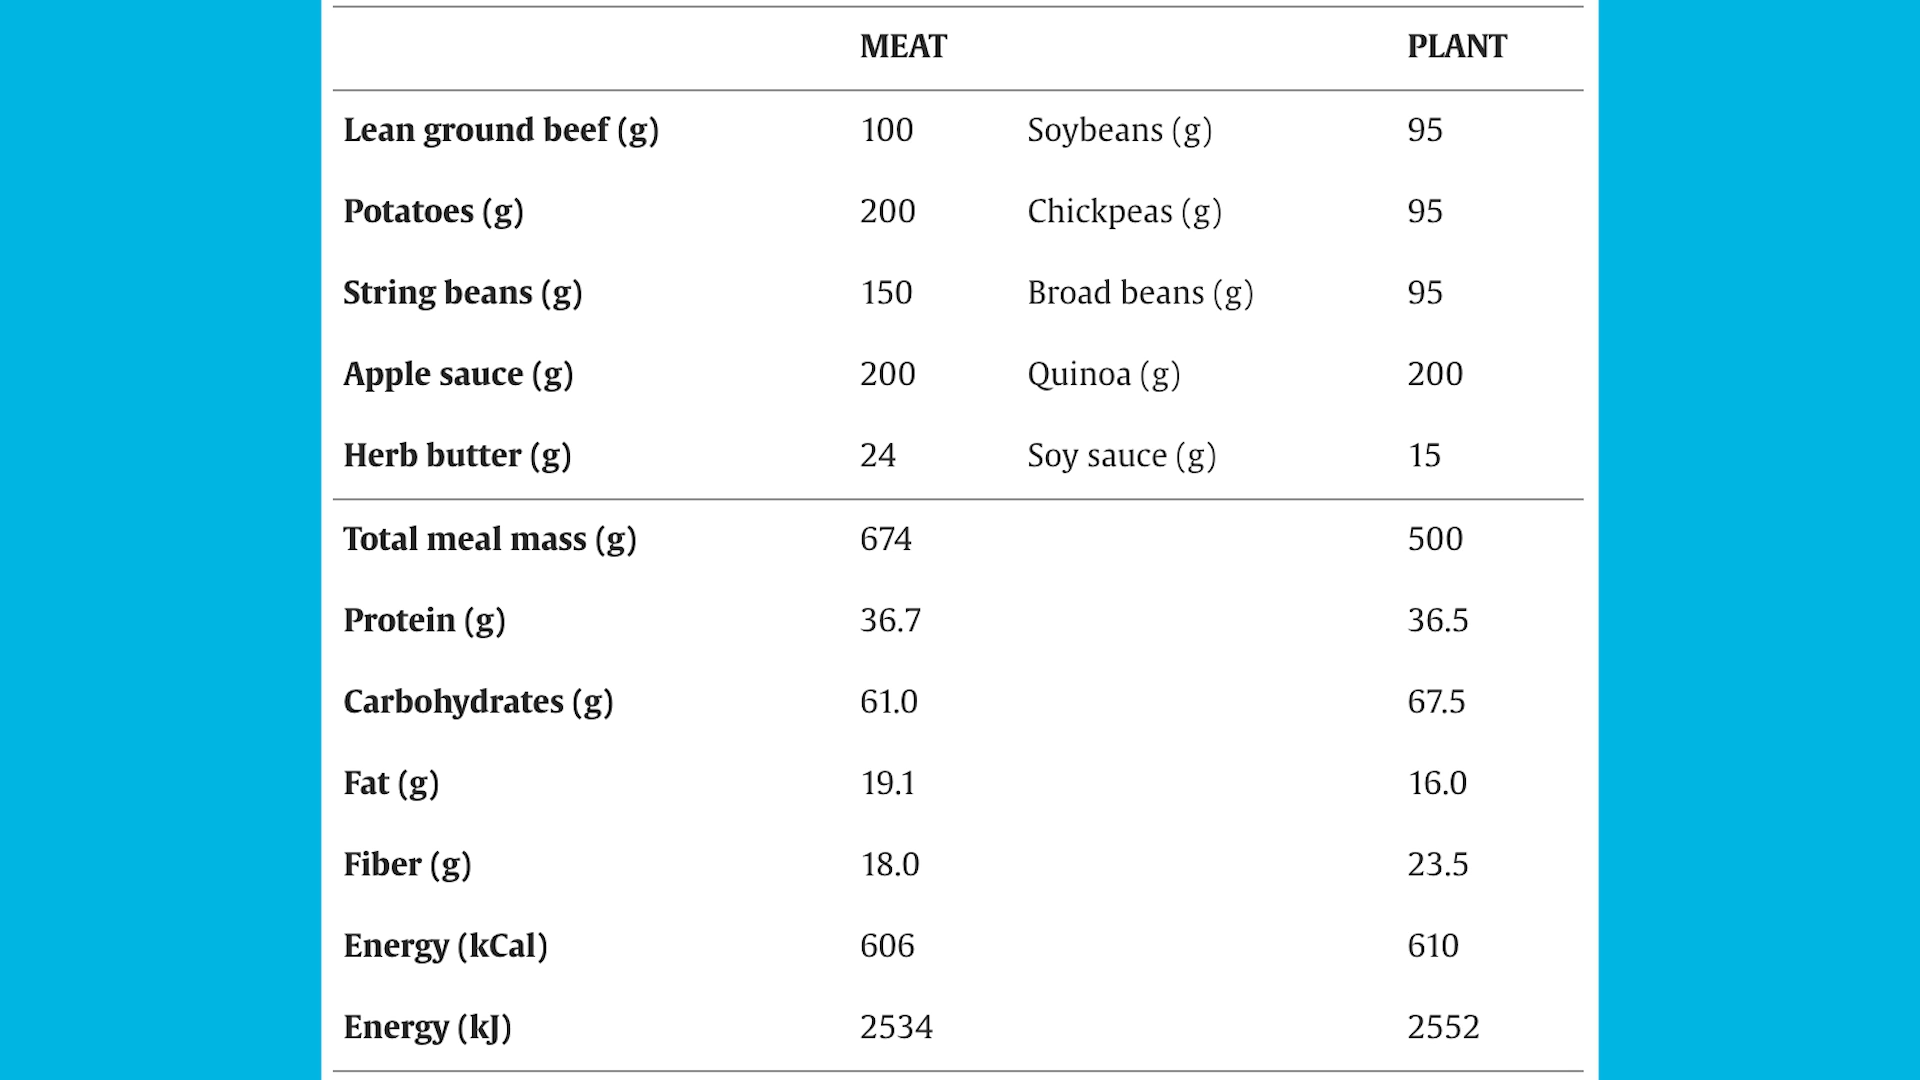 MEAT PLANT
Lean ground beef (g) 100 Soybeans (g) 95
Potatoes (g) 200 Chickpeas (g) 95
String beans (g) 150 Broad beans (g) 95
Apple sauce (g) 200 Quinoa (g) 200
Herb butter (g) 24 Soy sauce (g) 15
Total meal mass (g) 674 500
Protein (g) 36.7 36.5
Carbohydrates (g) 61.0 67.5
Fat (g) 19.1 16.0
Fiber (g) 18.0 23.5
Energy (kCal) 606 610
Energy (kJ) 2534 2552